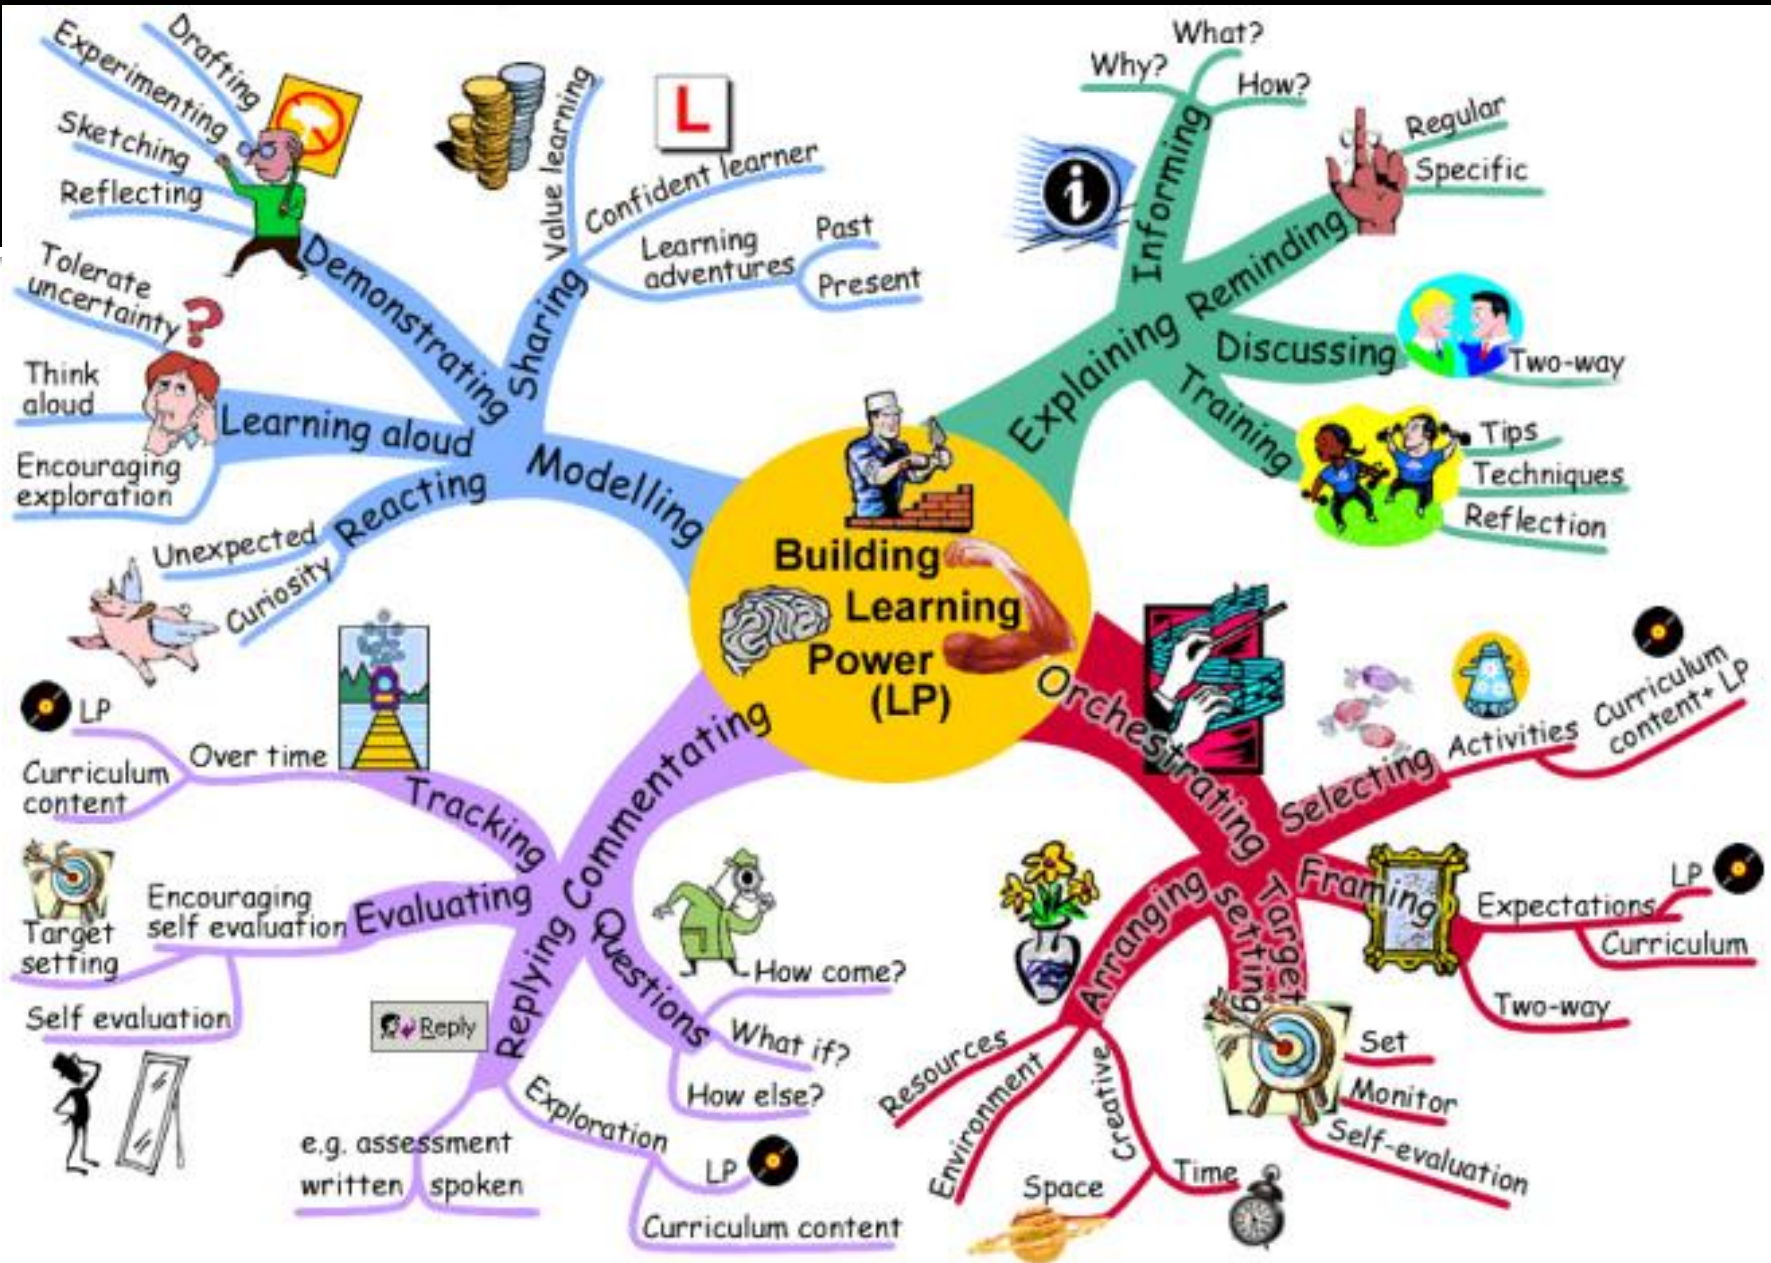 Building
Learning
Power
(LP)
Explaining
Informing
Why?
What?
How?
Reminding
Regular
Specific
Discussing
Two-way
Training
Tips
Techniques
Reflection
Orchestrating
Selecting
Activities
Curriculum
content+ LP
Framing
Expectations
LP
Curriculum
Two-way
Target
setting
Set
Monitor
Self-evaluation
Arranging
Resources
Environment
Creative
Space
Time
Commentating
Questions
How come?
What if?
How else?
Replying
Reply
Exploration
LP
Curriculum content
e.g. assessment
written
spoken
Evaluating
Encouraging
self evaluation
Target
setting
Self evaluation
Tracking
Over time
LP
Curriculum
content
Modelling
Reacting
Unexpected
Curiosity
Learning aloud
Tolerate
uncertainty
Think
aloud
Encouraging
exploration
Demonstrating
Drafting
Experimenting
Sketching
Reflecting
Sharing
Value learning
L
Confident learner
Learning
adventures
Past
Present
i